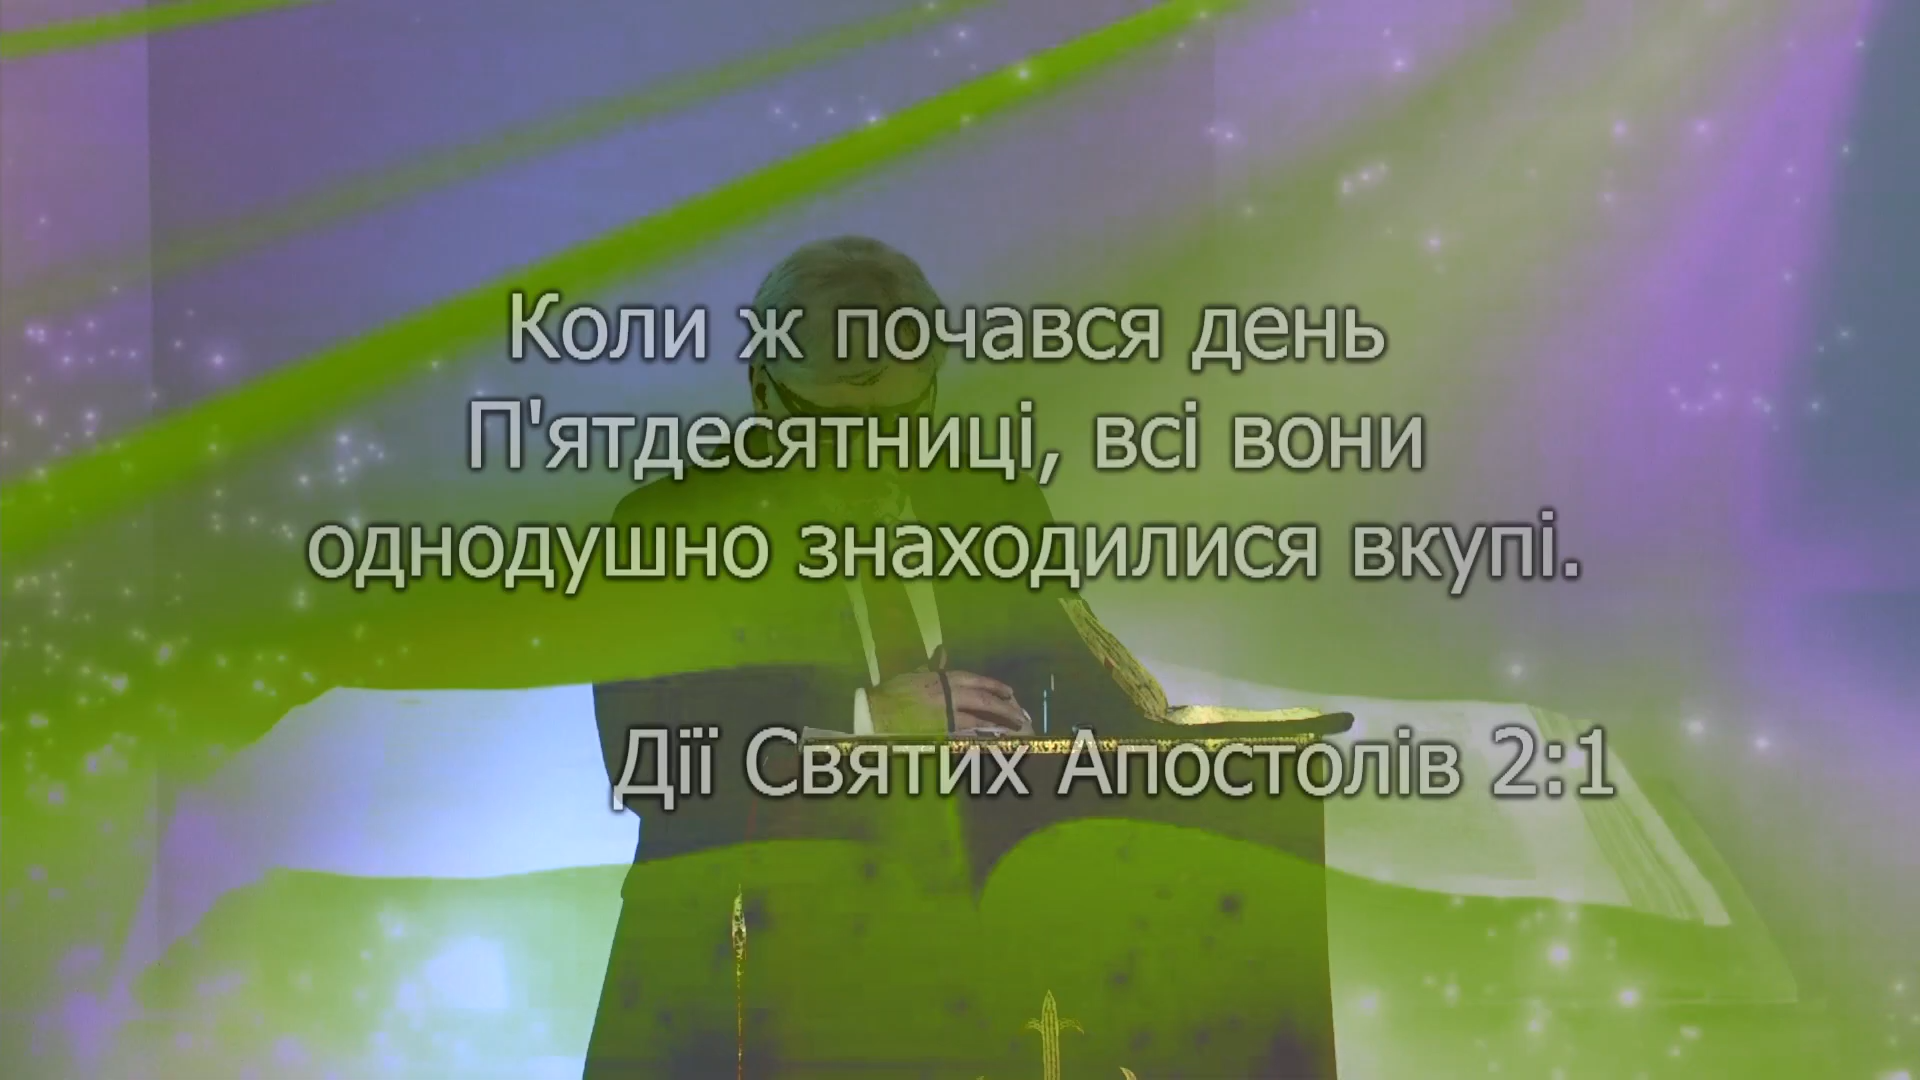 Коли ж почався день
П'ятдесятниці, всі вони
однодушно знаходилися вкупі.
Дії Святих Апостолів 2:1